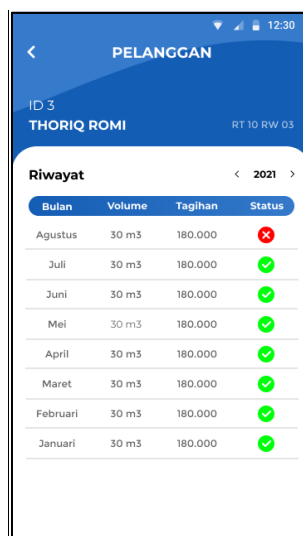 12:30
PELANGGAN
ID 3
THORIQ ROMI RT 10 RW 03
Riwayat 2021
Bulan Volume Tagihan Status
Agustus 30 m3 180.000
Juli 30 m3 180.000
Juni 30 m3 180.000
Mei 30 m3 180.000
April 30 m3 180.000
Maret 30 m3 180.000
Februari 30 m3 180.000
Januari 30 m3 180.000